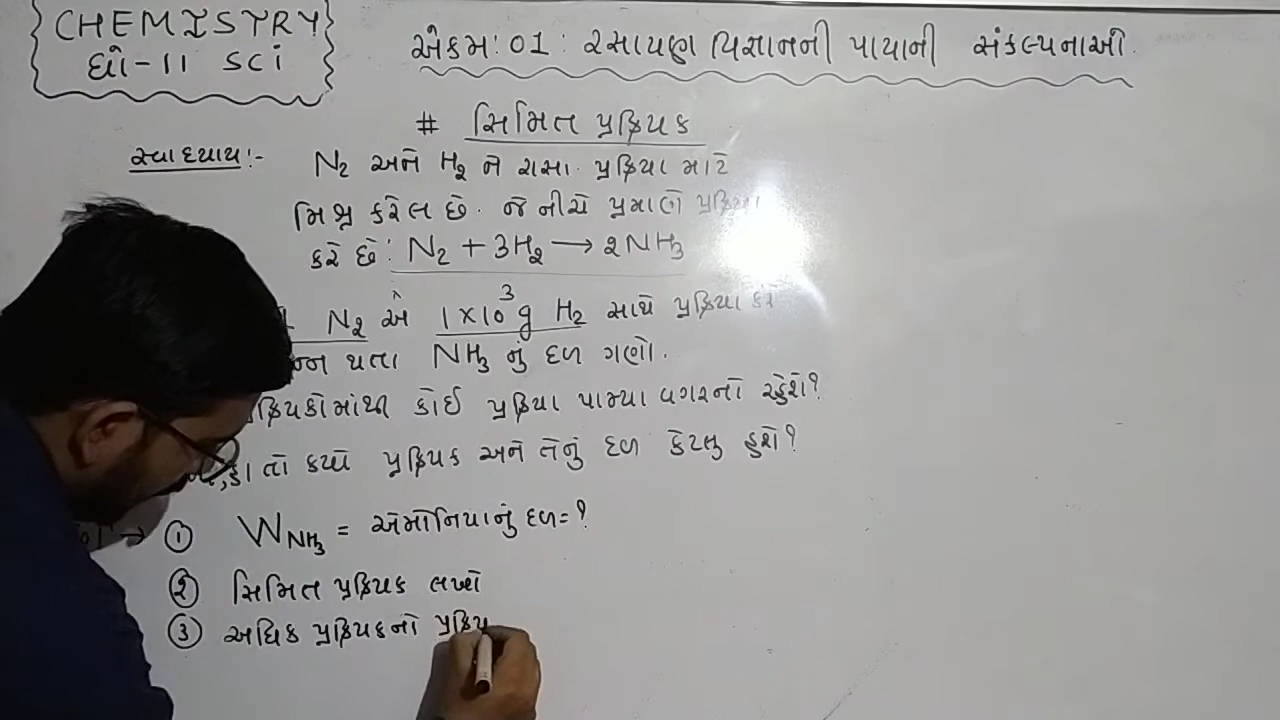 CHEMISTRY
ધો-11 SCI
એકમ:01: રસાયણ વિજ્ઞાનની પાયાની સંકલ્પનાઓ.
# સિમિત પ્રક્રિયક
સ્વાધ્યાય:- N₂ અને H₂ ને રાસા. પ્રક્રિયા માટે
મિશ્ર કરેલ છે. જે નીચે પ્રમાણે પ્રક્રિયા
કરે છે: N₂ + 3H₂ → 2NH₃
N₂ એ 1×10³ g H₂ સાથે પ્રક્રિયા કરે
થતા NH₃ નું દળ ગણો.
કોઈ પ્રક્રિયા પામ્યા વગરનો રહેશે?
હા તો કયો પ્રક્રિયક અને તેનું દળ કેટલુ હશે?
→ ① W NH₃ = એમોનિયાનું દળ = ?
② સિમિત પ્રક્રિયક લખો
③ અધિક પ્રક્રિયકનો પ્રક્રિય